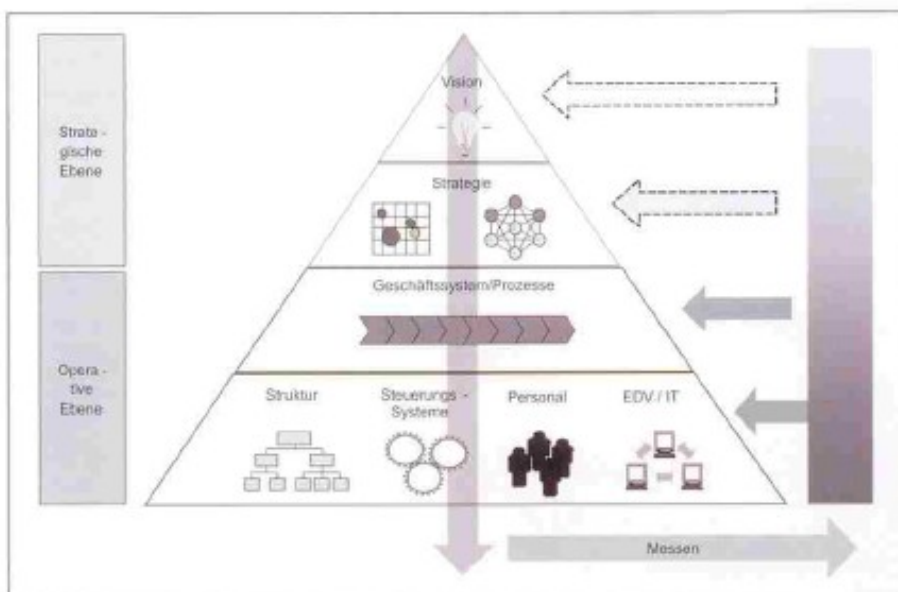 Vision
Strate -
gische
Ebene
Strategie
Geschäftssystem/Prozesse
Opera -
tive
Ebene
Struktur
Steuerungs -
Systeme
Personal
EDV / IT
Messen